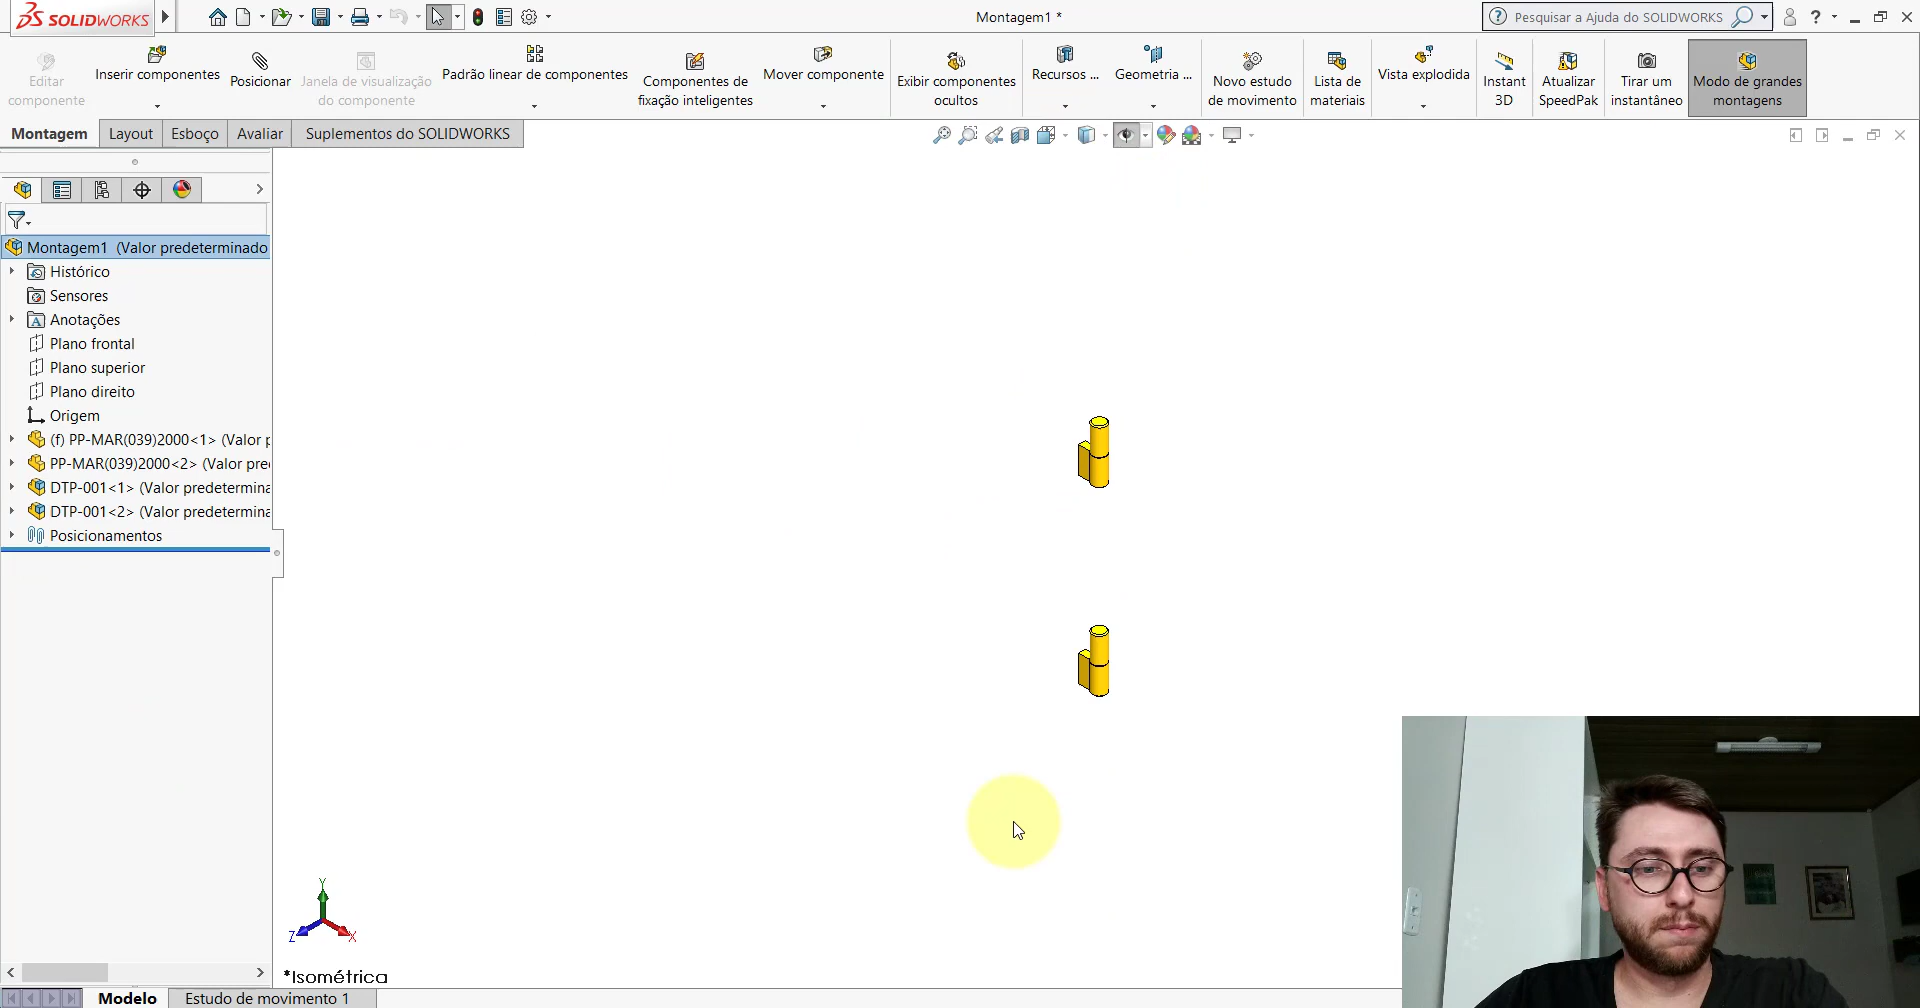 SOLIDWORKS
Montagem1 *
Pesquisar a Ajuda do SOLIDWORKS
Editar
componente
Inserir componentes
Posicionar
Janela de visualização
do componente
Padrão linear de componentes
Componentes de
fixação inteligentes
Mover componente
Exibir componentes
ocultos
Recursos ...
Geometria ...
Novo estudo
de movimento
Lista de
materiais
Vista explodida
Instant
3D
Atualizar
SpeedPak
Tirar um
instantâneo
Modo de grandes
montagens
Montagem
Layout
Esboço
Avaliar
Suplementos do SOLIDWORKS
Montagem1 (Valor predeterminado
Histórico
Sensores
Anotações
Plano frontal
Plano superior
Plano direito
Origem
(f) PP-MAR(039)2000<1> (Valor p
PP-MAR(039)2000<2> (Valor pre
DTP-001<1> (Valor predetermina
DTP-001<2> (Valor predetermina
Posicionamentos
Y
Z
X
*Isométrica
Modelo
Estudo de movimento 1